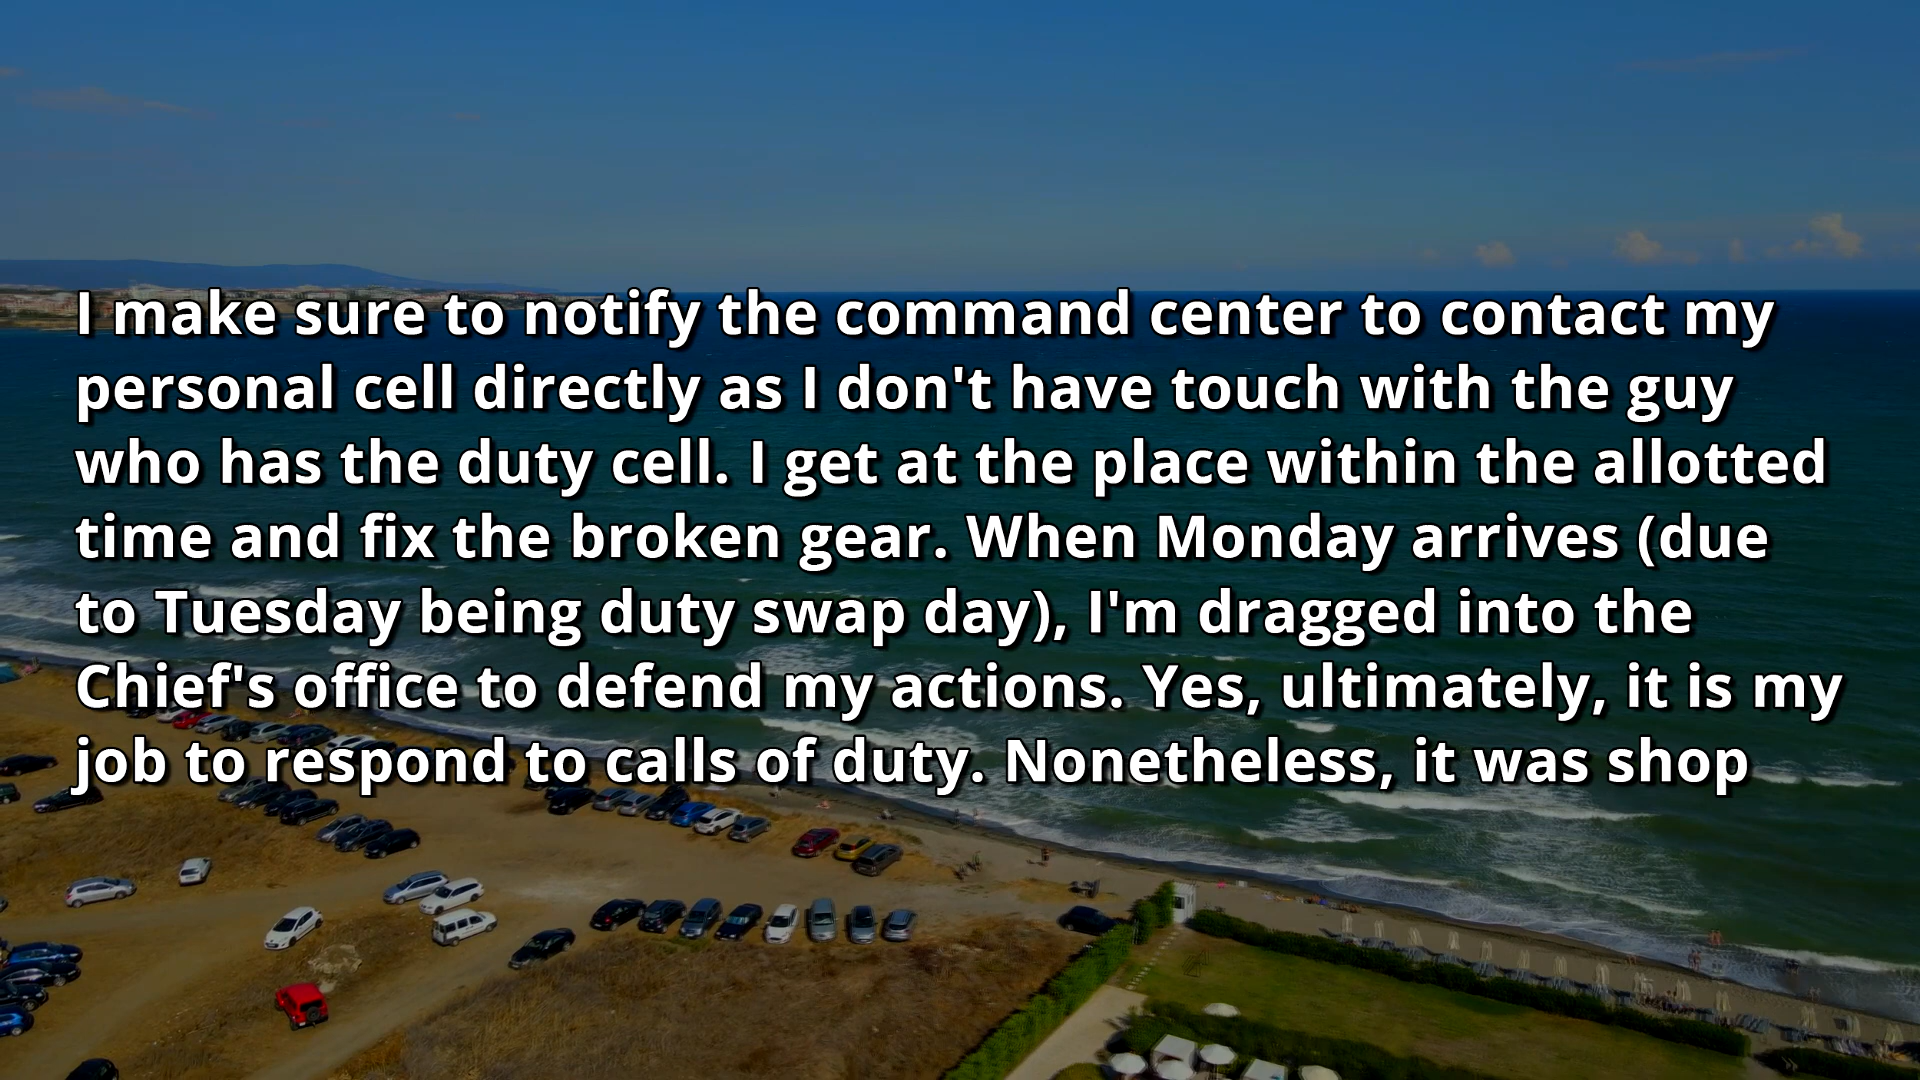 I make sure to notify the command center to contact my
personal cell directly as I don't have touch with the guy
who has the duty cell. I get at the place within the allotted
time and fix the broken gear. When Monday arrives (due
to Tuesday being duty swap day), I'm dragged into the
Chief's office to defend my actions. Yes, ultimately, it is my
job to respond to calls of duty. Nonetheless, it was shop